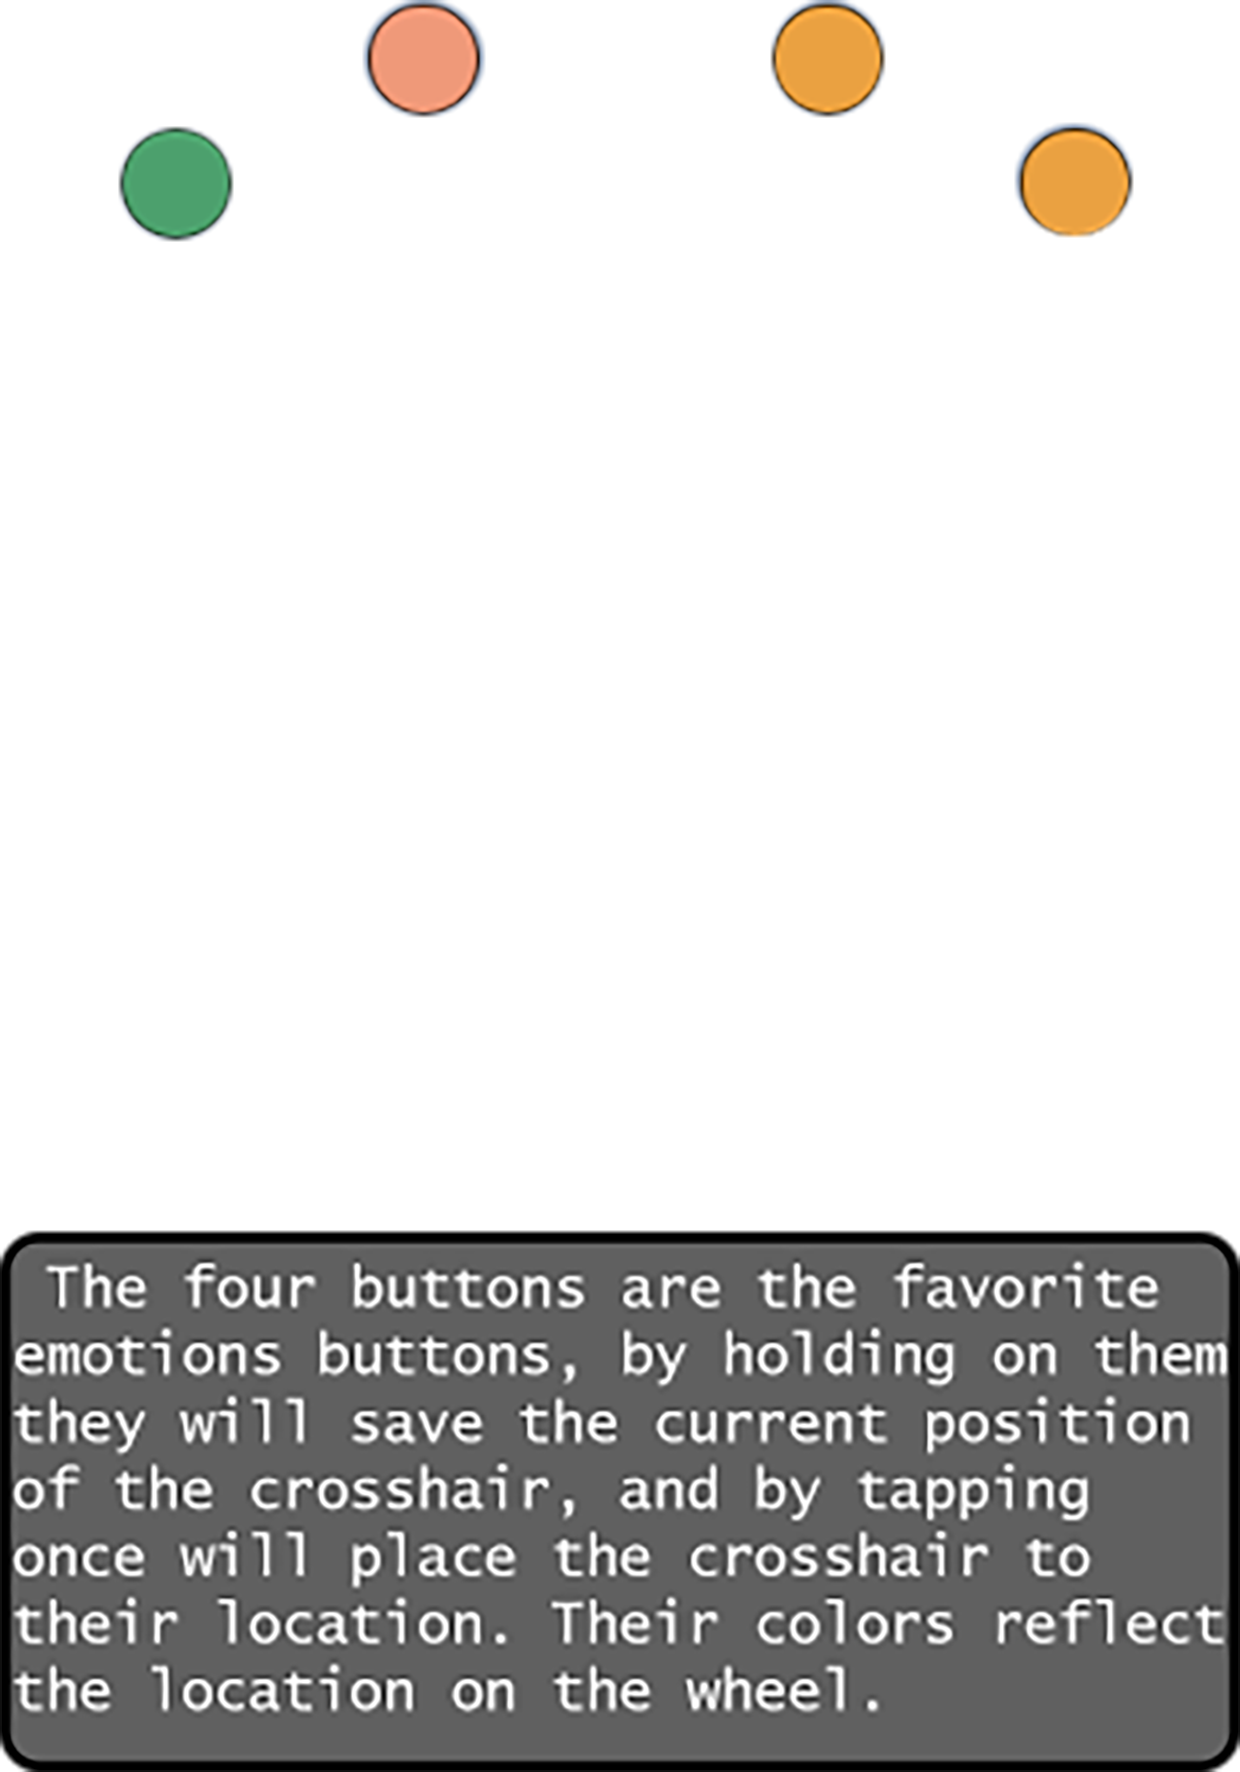 The four buttons are the favorite
emotions buttons, by holding on them
they will save the current position
of the crosshair, and by tapping
once will place the crosshair to
their location. Their colors reflect
the location on the wheel.